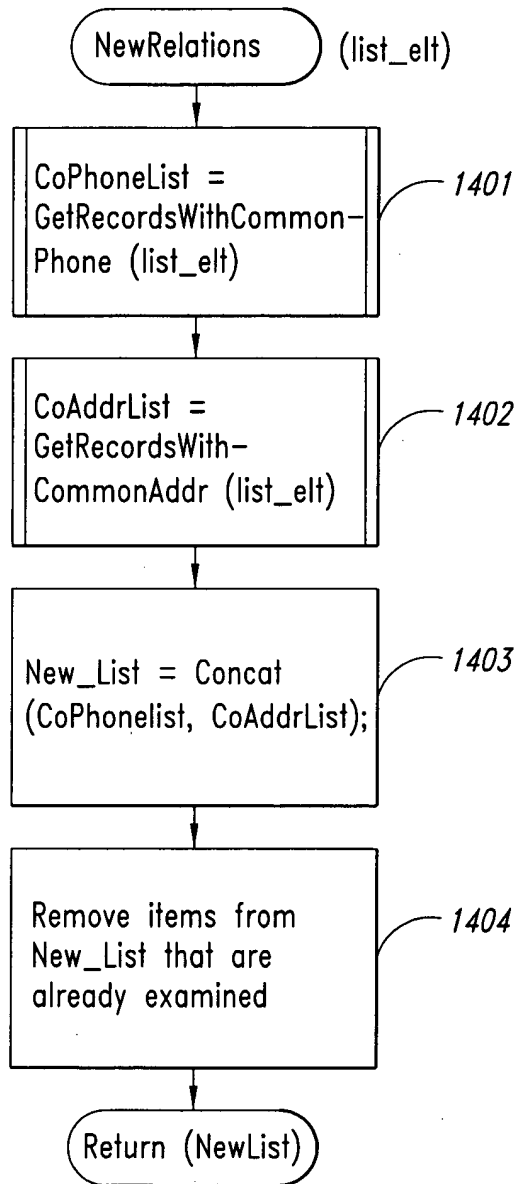 NewRelations (list_elt)
CoPhoneList =
GetRecordsWithCommon-
Phone (list_elt)
1401
CoAddrList =
GetRecordsWith-
CommonAddr (list_elt)
1402
New_List = Concat
(CoPhonelist, CoAddrList);
1403
Remove items from
New_List that are
already examined
1404
Return (NewList)